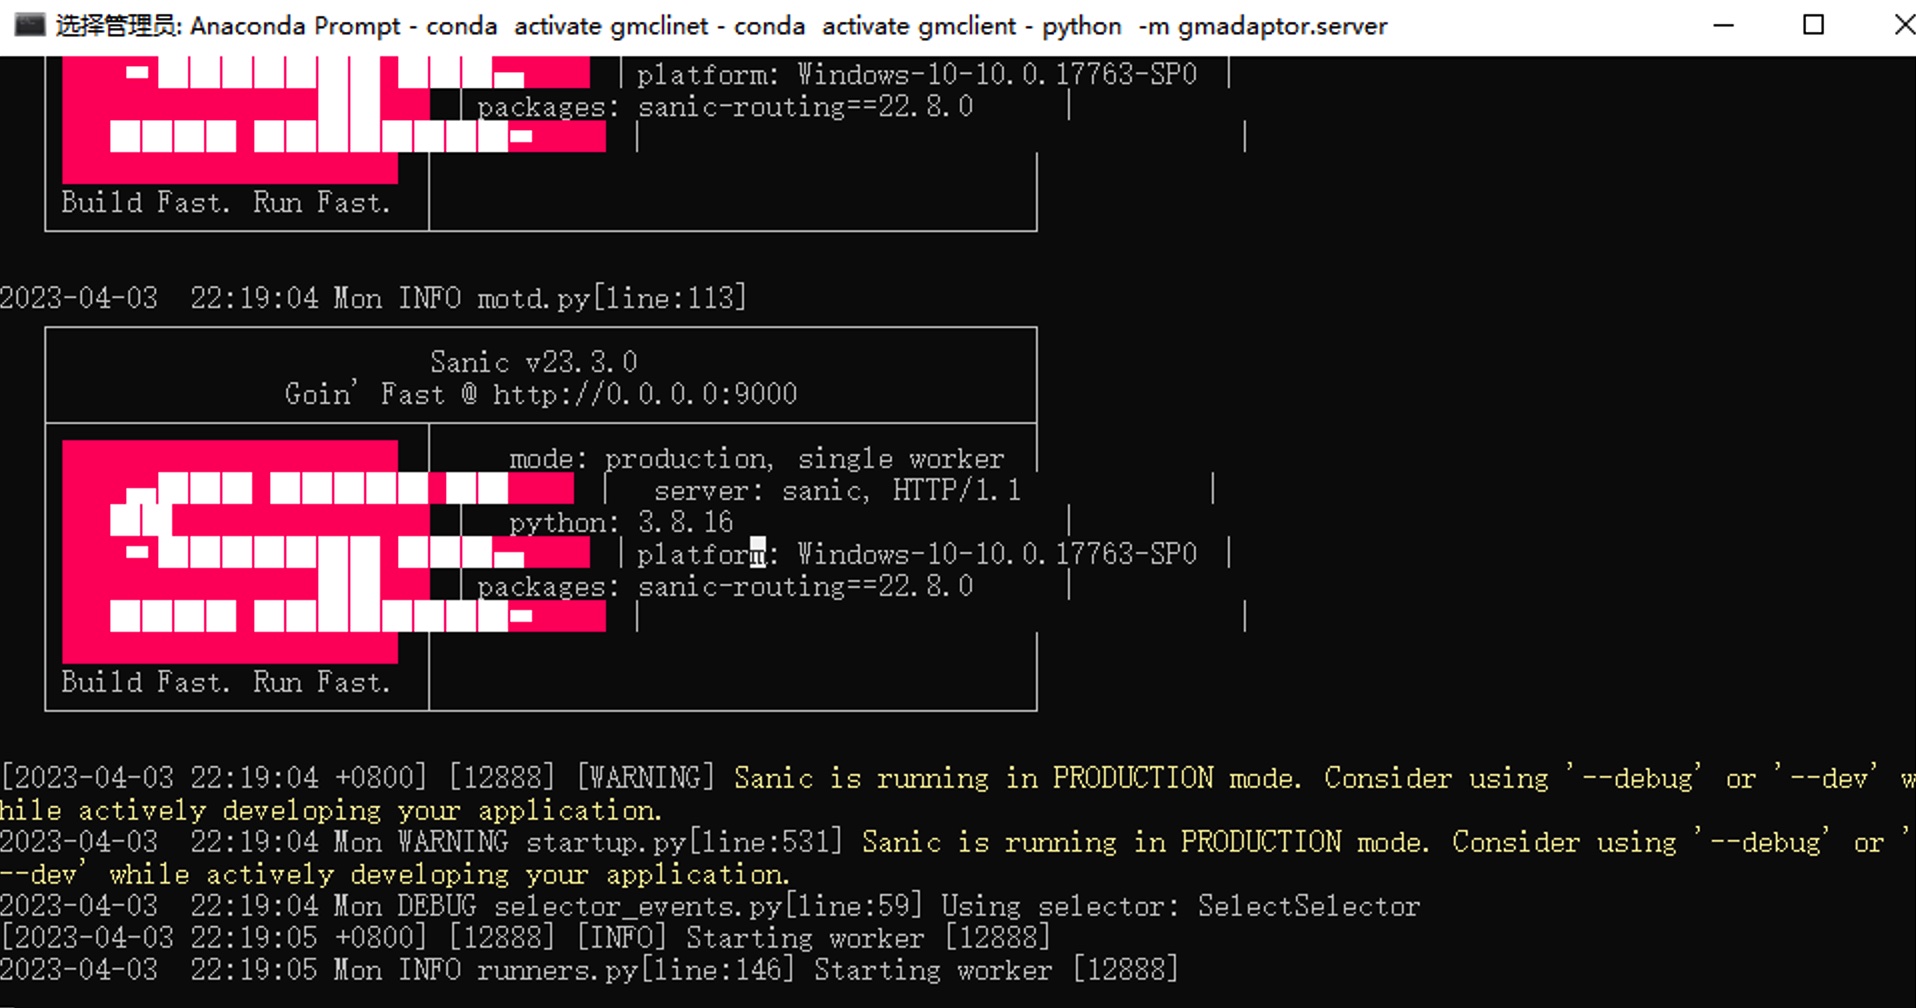 选择管理员: Anaconda Prompt - conda  activate gmclinet - conda  activate gmclient - python  -m gmadaptor.server
platform: Windows-10-10.0.17763-SP0
packages: sanic-routing==22.8.0
Build Fast. Run Fast.
2023-04-03  22:19:04 Mon INFO motd.py[line:113]
Sanic v23.3.0
Goin' Fast @ http://0.0.0.0:9000
mode: production, single worker
server: sanic, HTTP/1.1
python: 3.8.16
platform: Windows-10-10.0.17763-SP0
packages: sanic-routing==22.8.0
Build Fast. Run Fast.
[2023-04-03 22:19:04 +0800] [12888] [WARNING] Sanic is running in PRODUCTION mode. Consider using '--debug' or '--dev' w
hile actively developing your application.
2023-04-03  22:19:04 Mon WARNING startup.py[line:531] Sanic is running in PRODUCTION mode. Consider using '--debug' or '
--dev' while actively developing your application.
2023-04-03  22:19:04 Mon DEBUG selector_events.py[line:59] Using selector: SelectSelector
[2023-04-03 22:19:05 +0800] [12888] [INFO] Starting worker [12888]
2023-04-03  22:19:05 Mon INFO runners.py[line:146] Starting worker [12888]